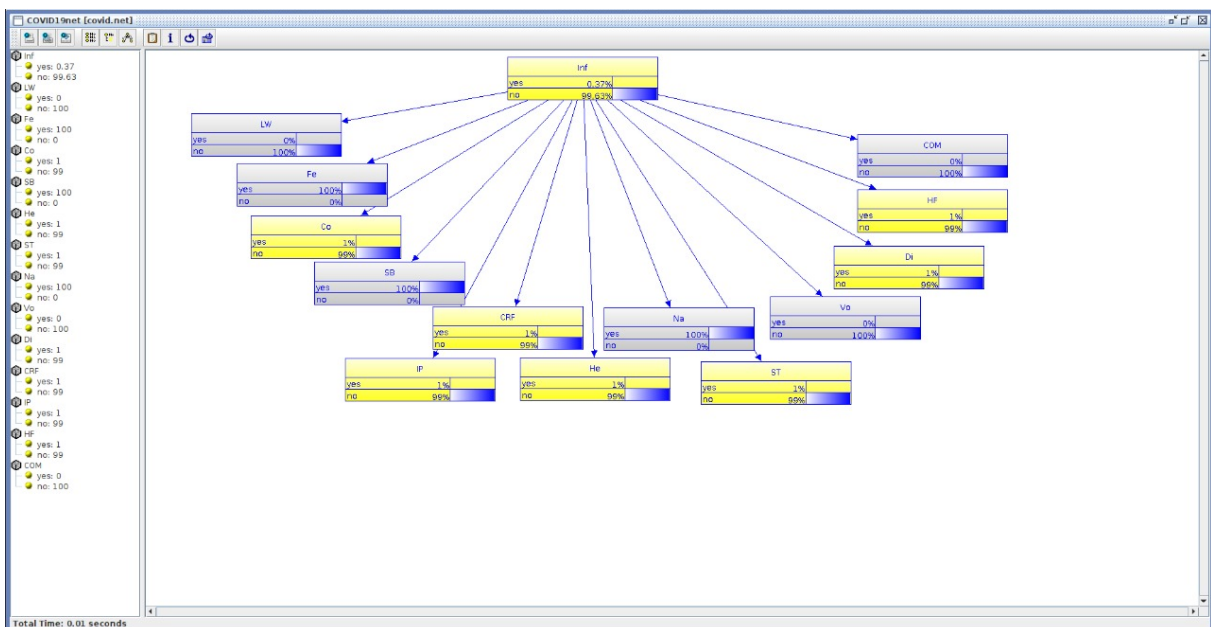 COVID19net [covid.net]
Inf
yes: 0.37
no: 99.63
LW
yes: 0
no: 100
Fe
yes: 100
no: 0
Co
yes: 1
no: 99
SB
yes: 100
no: 0
He
yes: 1
no: 99
ST
yes: 1
no: 99
Na
yes: 100
no: 0
Vo
yes: 0
no: 100
Di
yes: 1
no: 99
CRF
yes: 1
no: 99
IP
yes: 1
no: 99
HF
yes: 1
no: 99
COM
yes: 0
no: 100
Inf
yes 0.37%
no 99.63%
LW
yes 0%
no 100%
COM
yes 0%
no 100%
Fe
yes 100%
no 0%
HF
yes 1%
no 99%
Co
yes 1%
no 99%
Di
yes 1%
no 99%
SB
yes 100%
no 0%
Vo
yes 0%
no 100%
CRF
yes 1%
no 99%
Na
yes 100%
no 0%
IP
yes 1%
no 99%
He
yes 1%
no 99%
ST
yes 1%
no 99%
Total Time: 0.01 seconds